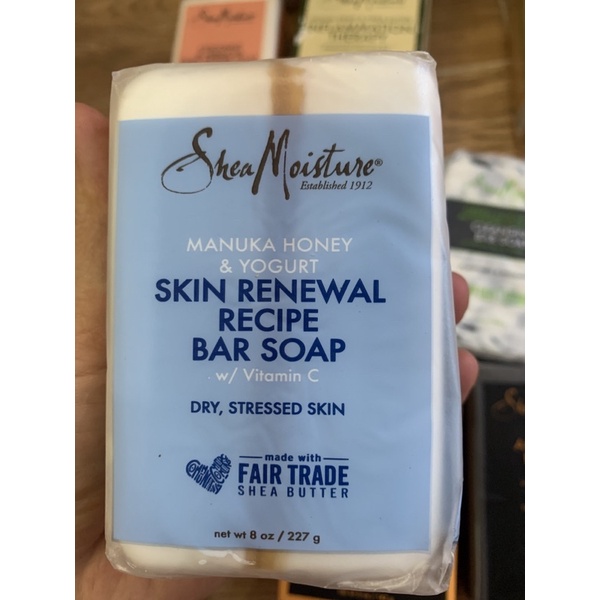 SheaMoisture®
Established 1912
MANUKA HONEY
& YOGURT
SKIN RENEWAL
RECIPE
BAR SOAP
w/ Vitamin C
DRY, STRESSED SKIN
made with
FAIR TRADE
SHEA BUTTER
net wt 8 oz / 227 g